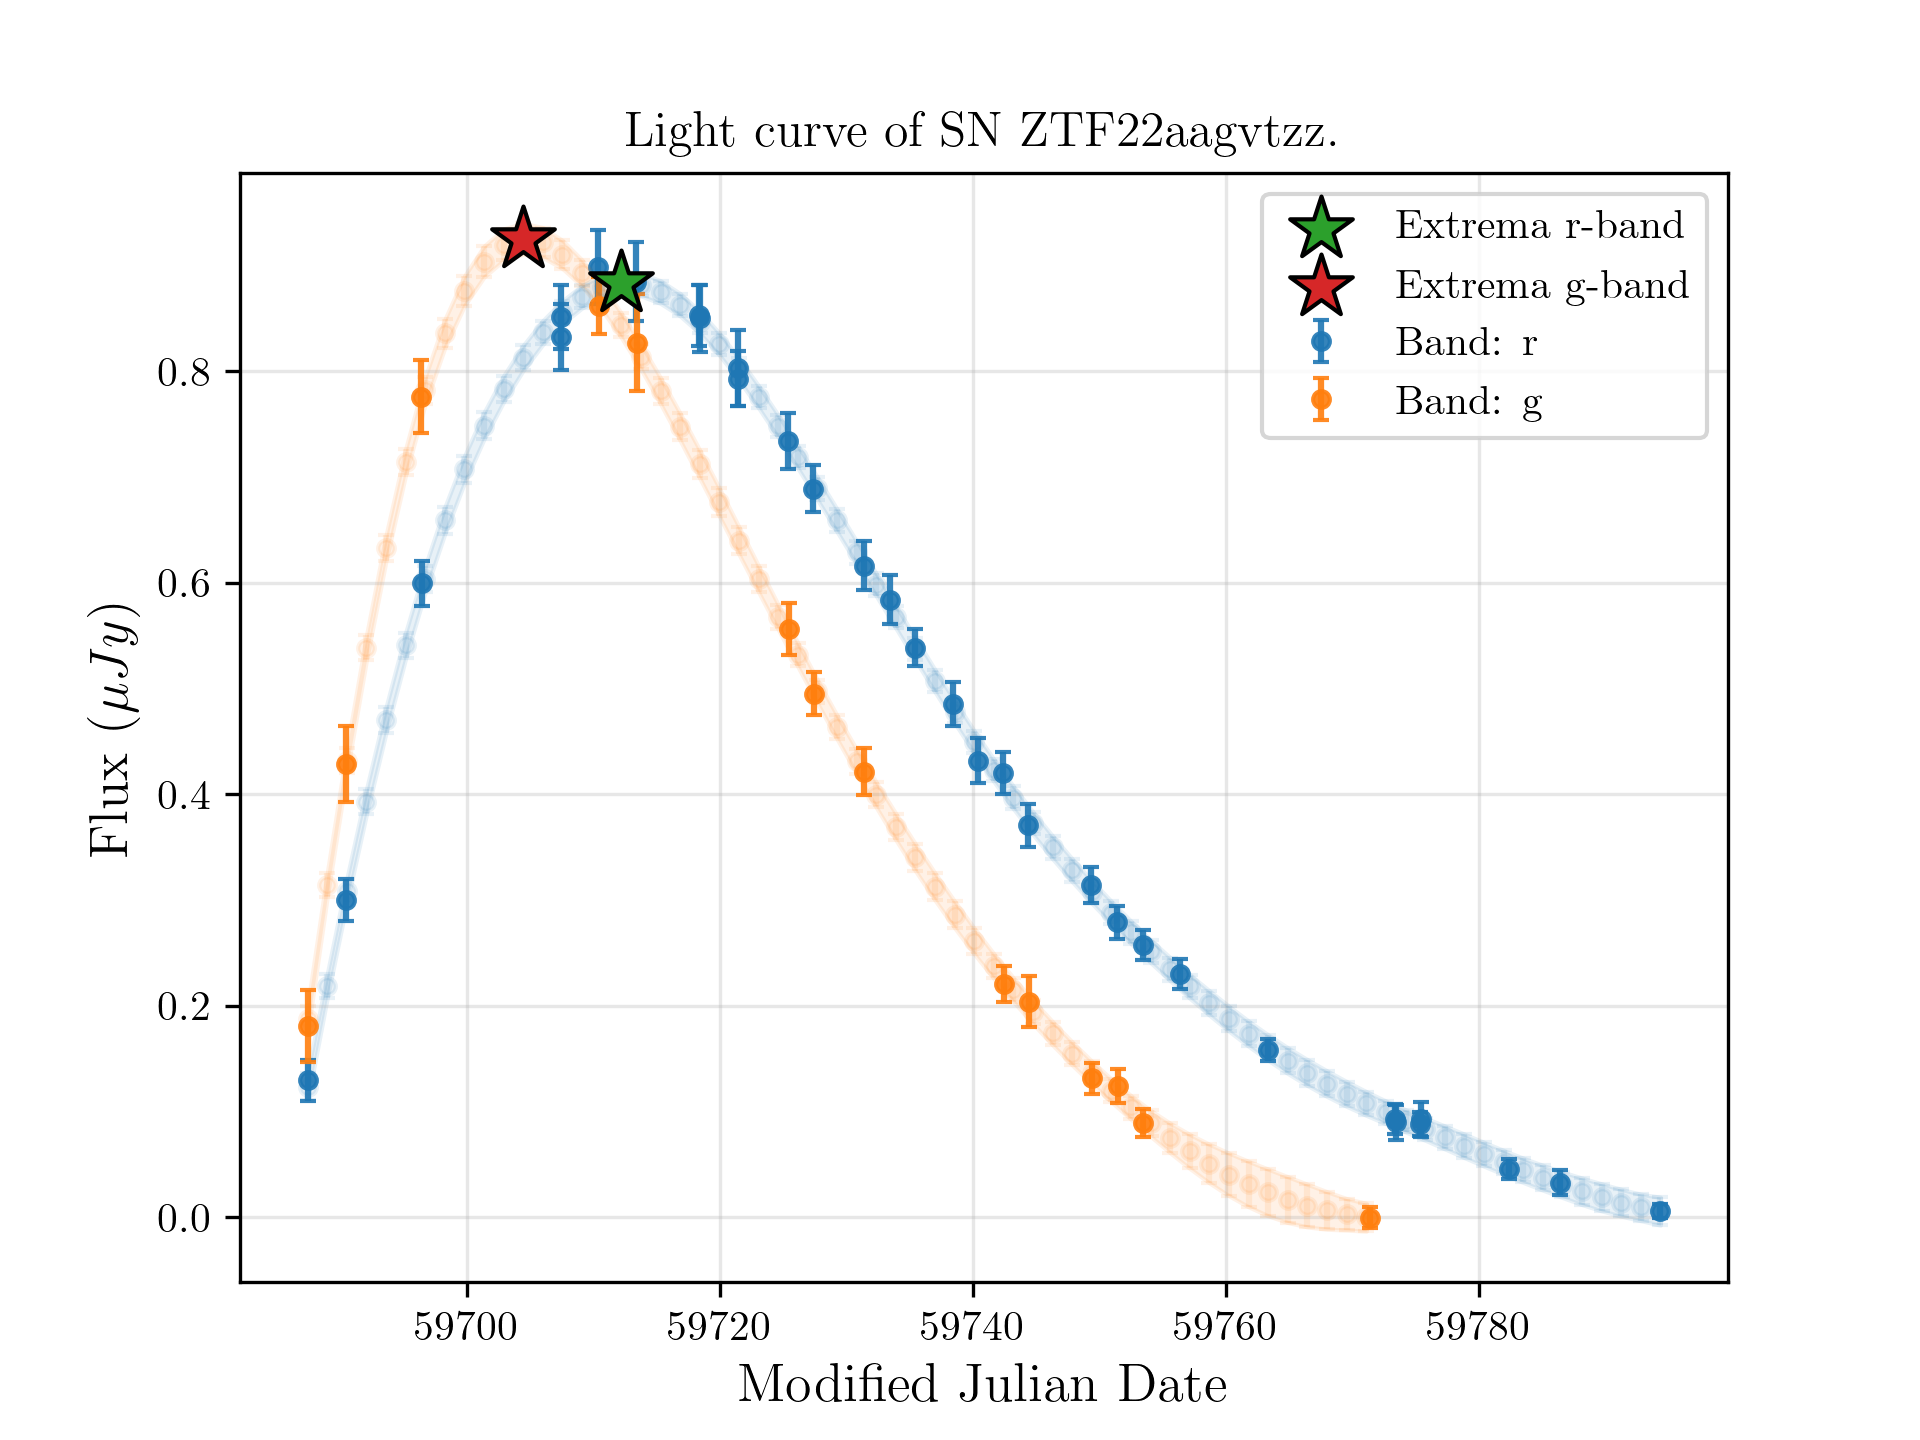 Light curve of SN ZTF22aagvtzz.
Extrema r-band
Extrema g-band
Band: r
Band: g
Flux (μJy)
0.8
0.6
0.4
0.2
0.0
59700 59720 59740 59760 59780
Modified Julian Date